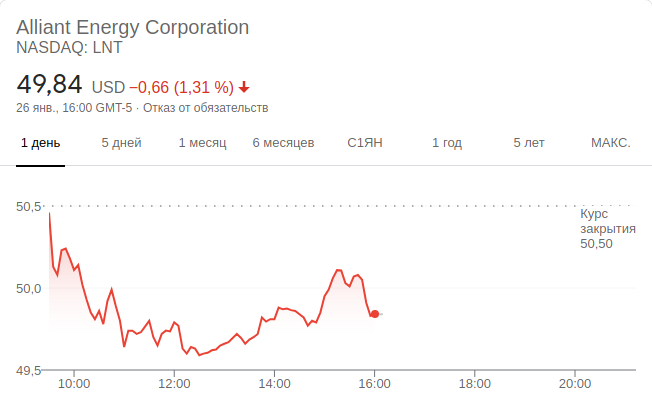 Alliant Energy Corporation
NASDAQ: LNT
49,84 USD −0,66 (1,31 %)
26 янв., 16:00 GMT-5 · Отказ от обязательств
1 день 5 дней 1 месяц 6 месяцев С1ЯН 1 год 5 лет МАКС.
50,5
Курс
закрытия
50,50
50,0
49,5
10:00 12:00 14:00 16:00 18:00 20:00